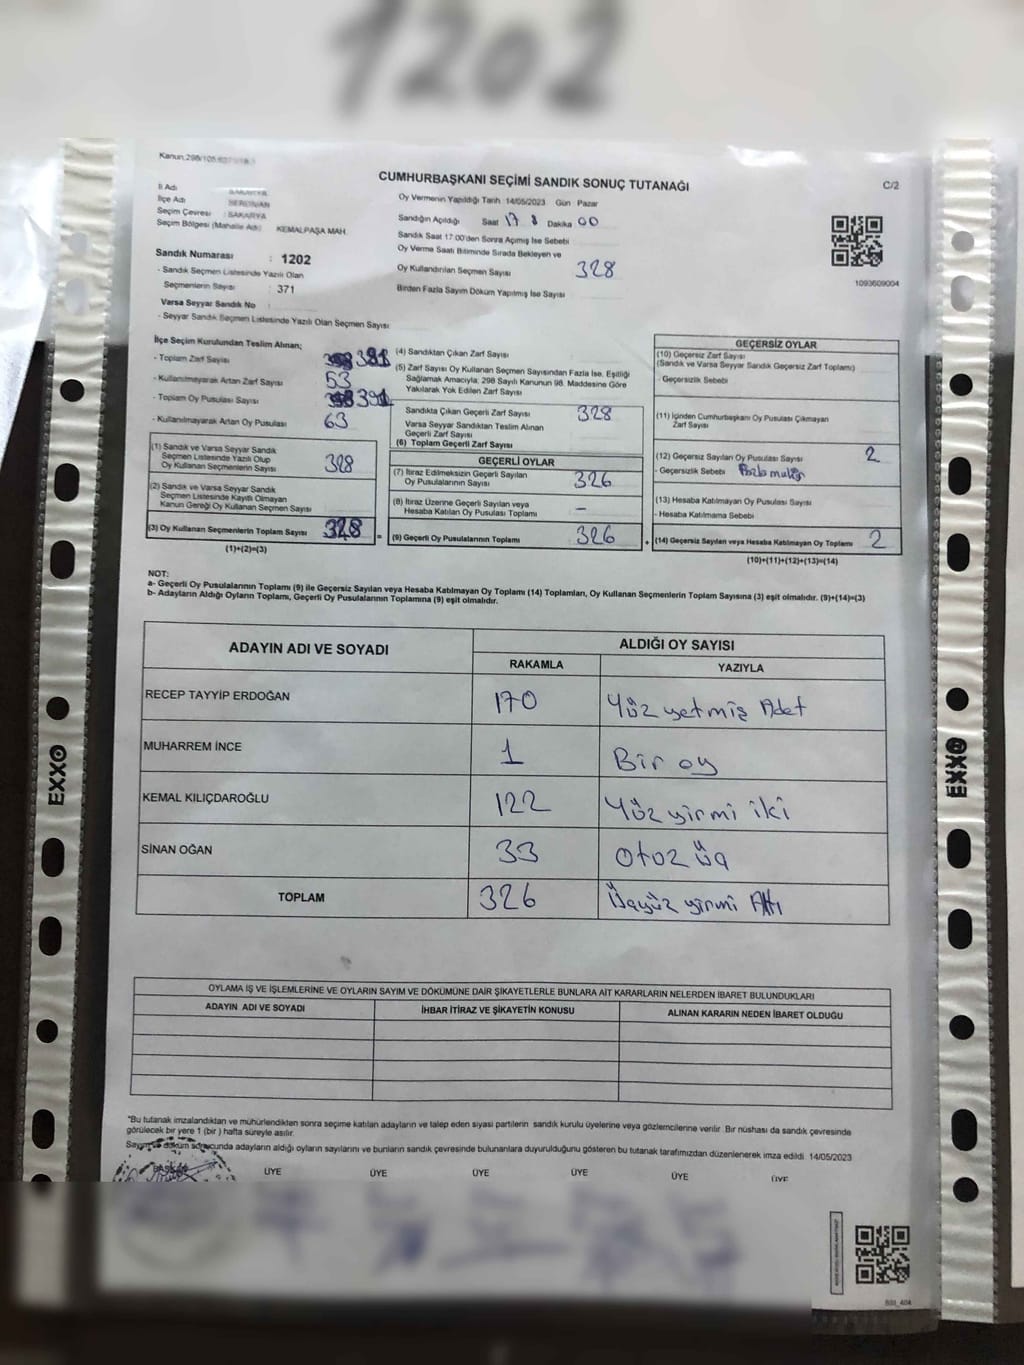 1202
CUMHURBAŞKANI SEÇİMİ SANDIK SONUÇ TUTANAĞI
C/2
İli Adı
İlçe Adı
Seçim Çevresi : SAKARYA
Seçim Bölgesi (Mahalle Adı) KEMALPAŞA MAH.
Sandık Numarası : 1202
- Sandık Seçmen Listesinde Yazılı Olan
Seçmenlerin Sayısı : 371
Varsa Seyyar Sandık No
- Seyyar Sandık Seçmen Listesinde Yazılı Olan Seçmen Sayısı
Oy Vermenin Yapıldığı Tarih 14/05/2023 Gün Pazar
Sandığın Açıldığı Saat 17 Dakika 00
Sandık Saat 17:00'den Sonra Açımış İse Sebebi
Oy Verme Saati Bitiminde Sırada Bekleyen ve
Oy Kullandırılan Seçmen Sayısı 328
Birden Fazla Sayım Döküm Yapılmış İse Sayısı
1093609004
İlçe Seçim Kurulundan Teslim Alınan;
- Toplam Zarf Sayısı
- Kullanılmayarak Artan Zarf Sayısı 53
- Toplam Oy Pusulası Sayısı
- Kullanılmayarak Artan Oy Pusulası 63
(1) Sandık ve Varsa Seyyar Sandık
Seçmen Listesinde Yazılı Olup
Oy Kullanan Seçmenlerin Sayısı 328
(2) Sandık ve Varsa Seyyar Sandık
Seçmen Listesinde Kayıtlı Olmayan
Kanun Gereği Oy Kullanan Seçmen Sayısı
(3) Oy Kullanan Seçmenlerin Toplam Sayısı 328 =
(1)+(2)=(3)
(4) Sandıktan Çıkan Zarf Sayısı
(5) Zarf Sayısı Oy Kullanan Seçmen Sayısından Fazla İse, Eşitliği
Sağlamak Amacıyla; 298 Sayılı Kanunun 98. Maddesine Göre
Yakılarak Yok Edilen Zarf Sayısı
Sandıkta Çıkan Geçerli Zarf Sayısı 328
Varsa Seyyar Sandıktan Teslim Alınan
Geçerli Zarf Sayısı
(6) Toplam Geçerli Zarf Sayısı
GEÇERLİ OYLAR
(7) İtiraz Edilmeksizin Geçerli Sayılan
Oy Pusulalarının Sayısı 326
(8) İtiraz Üzerine Geçerli Sayılan veya
Hesaba Katılan Oy Pusulası Toplamı -
(9) Geçerli Oy Pusulalarının Toplamı 326 +
GEÇERSİZ OYLAR
(10) Geçersiz Zarf Sayısı
(Sandık ve Varsa Seyyar Sandık Geçersiz Zarf Toplamı)
- Geçersizlik Sebebi
(11) İçinden Cumhurbaşkanı Oy Pusulası Çıkmayan
Zarf Sayısı
(12) Geçersiz Sayılan Oy Pusulası Sayısı 2
- Geçersizlik Sebebi
(13) Hesaba Katılmayan Oy Pusulası Sayısı
- Hesaba Katılmama Sebebi
(14) Geçersiz Sayılan veya Hesaba Katılmayan Oy Toplamı 2
(10)+(11)+(12)+(13)=(14)
NOT:
a- Geçerli Oy Pusulalarının Toplamı (9) ile Geçersiz Sayılan veya Hesaba Katılmayan Oy Toplamı (14) Toplamları, Oy Kullanan Seçmenlerin Toplam Sayısına (3) eşit olmalıdır. (9)+(14)=(3)
b- Adayların Aldığı Oyların Toplamı, Geçerli Oy Pusulalarının Toplamına (9) eşit olmalıdır.
ADAYIN ADI VE SOYADI
ALDIĞI OY SAYISI
RAKAMLA YAZIYLA
RECEP TAYYİP ERDOĞAN 170 Yüz yetmiş Adet
MUHARREM İNCE 1 Bir oy
KEMAL KILIÇDAROĞLU 122 Yüz yirmi iki
SİNAN OĞAN 33 Otoz üç
TOPLAM 326 Üçyüz yirmi Altı
OYLAMA İŞ VE İŞLEMLERİNE VE OYLARIN SAYIM VE DÖKÜMÜNE DAİR ŞİKAYETLERLE BUNLARA AİT KARARLARIN NELERDEN İBARET BULUNDUKLARI
ADAYIN ADI VE SOYADI İHBAR İTİRAZ VE ŞİKAYETİN KONUSU ALINAN KARARIN NEDEN İBARET OLDUĞU
"Bu tutanak imzalandıktan ve mühürlendikten sonra seçime katılan adayların ve talep eden siyasi partilerin sandık kurulu üyelerine veya gözlemcilerine verilir. Bir nüshası da sandık çevresinde
görülecek bir yere 1 (bir) hafta süreyle asılır.
Sayım ve döküm sonucunda adayların aldığı oyların sayılarını ve bunların sandık çevresinde bulunanlara duyurulduğunu gösteren bu tutanak tarafımızdan düzenlenerek imza edildi. 14/05/2023
BAŞKAN ÜYE ÜYE ÜYE ÜYE ÜYE ÜYE
EXXO
EXXO